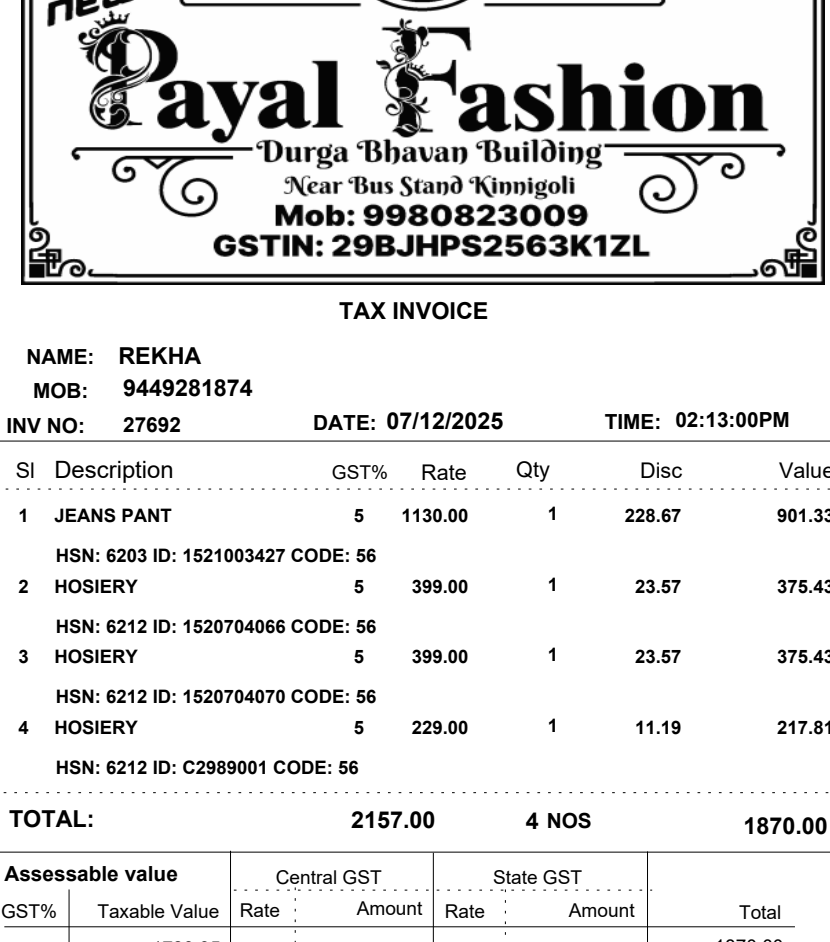 new
Payal Fashion
Durga Bhavan Building
Near Bus Stand Kinnigoli
Mob: 9980823009
GSTIN: 29BJHPS2563K1ZL
TAX INVOICE
NAME: REKHA
MOB: 9449281874
INV NO: 27692 DATE: 07/12/2025 TIME: 02:13:00PM
Sl Description GST% Rate Qty Disc Value
1 JEANS PANT 5 1130.00 1 228.67 901.33
HSN: 6203 ID: 1521003427 CODE: 56
2 HOSIERY 5 399.00 1 23.57 375.43
HSN: 6212 ID: 1520704066 CODE: 56
3 HOSIERY 5 399.00 1 23.57 375.43
HSN: 6212 ID: 1520704070 CODE: 56
4 HOSIERY 5 229.00 1 11.19 217.81
HSN: 6212 ID: C2989001 CODE: 56
TOTAL: 2157.00 4 NOS 1870.00
Assessable value Central GST State GST
GST% Taxable Value Rate Amount Rate Amount Total